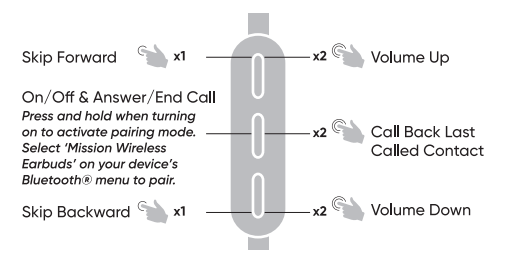 Skip Forward x1
x2 Volume Up
On/Off & Answer/End Call
Press and hold when turning
on to activate pairing mode.
Select ‘Mission Wireless
Earbuds’ on your device’s
Bluetooth® menu to pair.
x2 Call Back Last
Called Contact
Skip Backward x1
x2 Volume Down